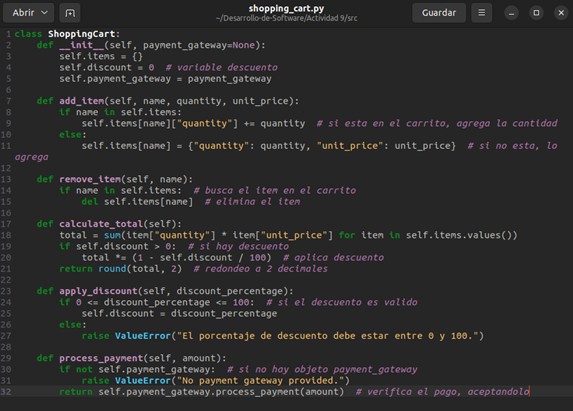 Abrir
shopping_cart.py
~/Desarrollo-de-Software/Actividad 9/src
Guardar
1 class ShoppingCart:
2     def __init__(self, payment_gateway=None):
3         self.items = {}
4         self.discount = 0  # variable descuento
5         self.payment_gateway = payment_gateway
6
7     def add_item(self, name, quantity, unit_price):
8         if name in self.items:
9             self.items[name]["quantity"] += quantity  # si esta en el carrito, agrega la cantidad
10         else:
11             self.items[name] = {"quantity": quantity, "unit_price": unit_price}  # si no esta, lo
agrega
12
13     def remove_item(self, name):
14         if name in self.items:  # busca el item en el carrito
15             del self.items[name]  # elimina el item
16
17     def calculate_total(self):
18         total = sum(item["quantity"] * item["unit_price"] for item in self.items.values())
19         if self.discount > 0:  # si hay descuento
20             total *= (1 - self.discount / 100)  # aplica descuento
21         return round(total, 2)  # redondeo a 2 decimales
22
23     def apply_discount(self, discount_percentage):
24         if 0 <= discount_percentage <= 100:  # si el descuento es valido
25             self.discount = discount_percentage
26         else:
27             raise ValueError("El porcentaje de descuento debe estar entre 0 y 100.")
28
29     def process_payment(self, amount):
30         if not self.payment_gateway:  # si no hay objeto payment_gateway
31             raise ValueError("No payment gateway provided.")
32         return self.payment_gateway.process_payment(amount)  # verifica el pago, aceptandolo